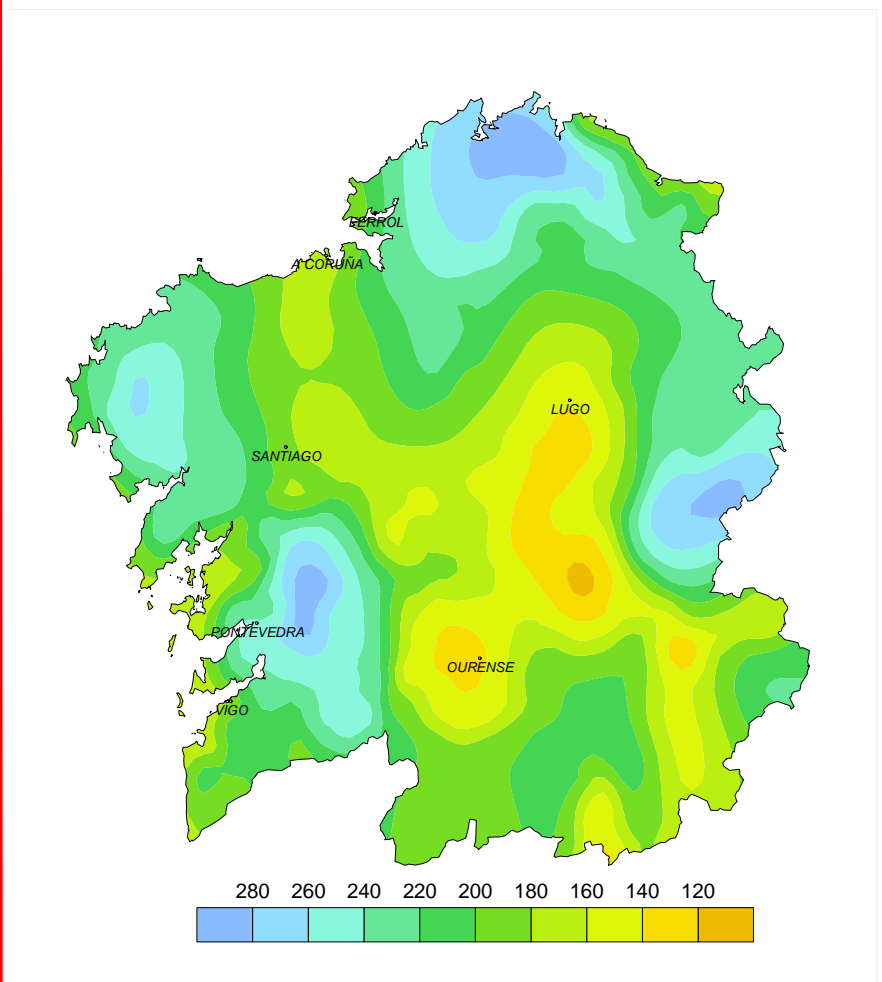 FERROL
A CORUÑA
LUGO
SANTIAGO
PONTEVEDRA
OURENSE
VIGO
280 260 240 220 200 180 160 140 120